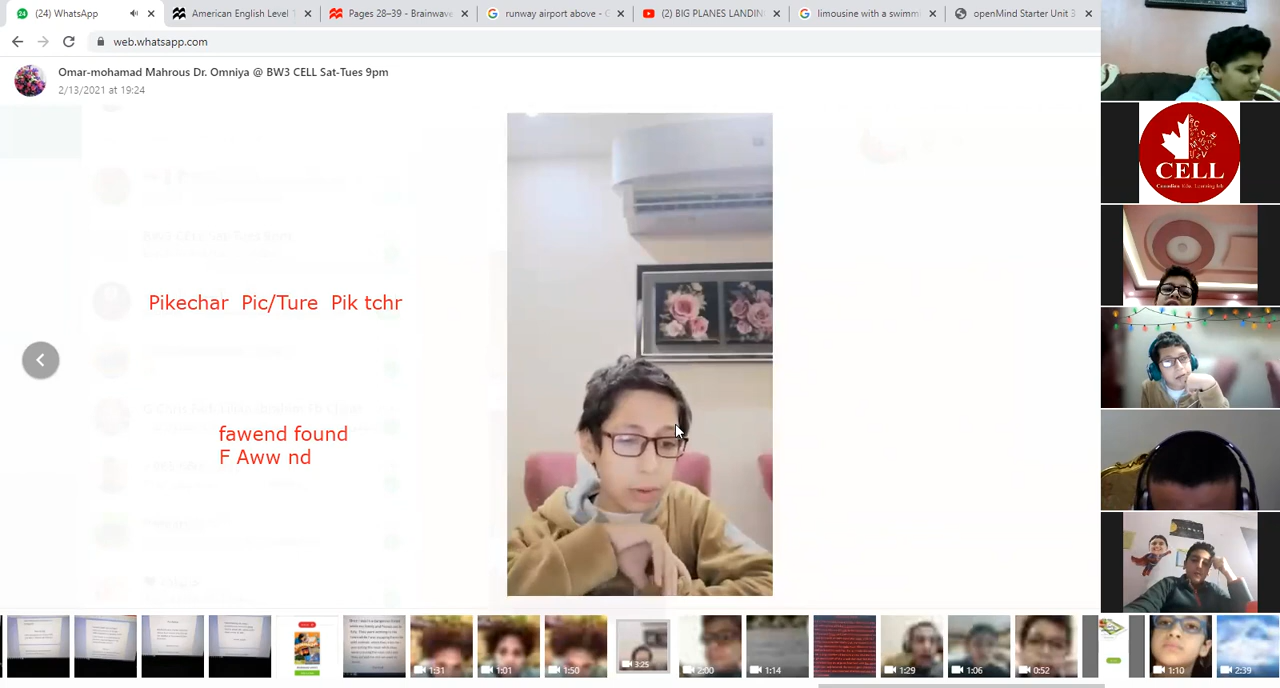 (24) WhatsApp
American English Level 1
Pages 28–39 - Brainwave
runway airport above - G
(2) BIG PLANES LANDIN
limousine with a swimm
openMind Starter Unit 3
web.whatsapp.com
Omar-mohamad Mahrous Dr. Omniya @ BW3 CELL Sat-Tues 9pm
2/13/2021 at 19:24
CELL
Pikechar Pic/Ture Pik tchr
fawend found
F Aww nd
1:31
1:01
1:50
3:25
2:00
1:14
1:29
1:06
0:52
1:10
2:39